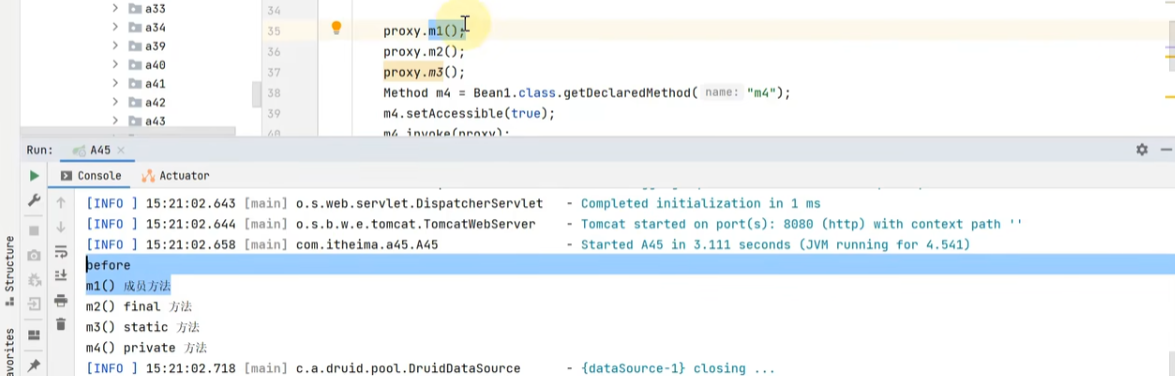 a33
a34
a39
a40
a41
a42
a43
34
35 proxy.m1();
36 proxy.m2();
37 proxy.m3();
38 Method m4 = Bean1.class.getDeclaredMethod( name: "m4");
39 m4.setAccessible(true);
40 m4.invoke(proxy);
Run: A45
Console Actuator
[INFO ] 15:21:02.643 [main] o.s.web.servlet.DispatcherServlet - Completed initialization in 1 ms
[INFO ] 15:21:02.644 [main] o.s.b.w.e.tomcat.TomcatWebServer - Tomcat started on port(s): 8080 (http) with context path ''
[INFO ] 15:21:02.658 [main] com.itheima.a45.A45 - Started A45 in 3.111 seconds (JVM running for 4.541)
before
m1() 成员方法
m2() final 方法
m3() static 方法
m4() private 方法
[INFO ] 15:21:02.718 [main] c.a.druid.pool.DruidDataSource - {dataSource-1} closing ...
Structure
avorites